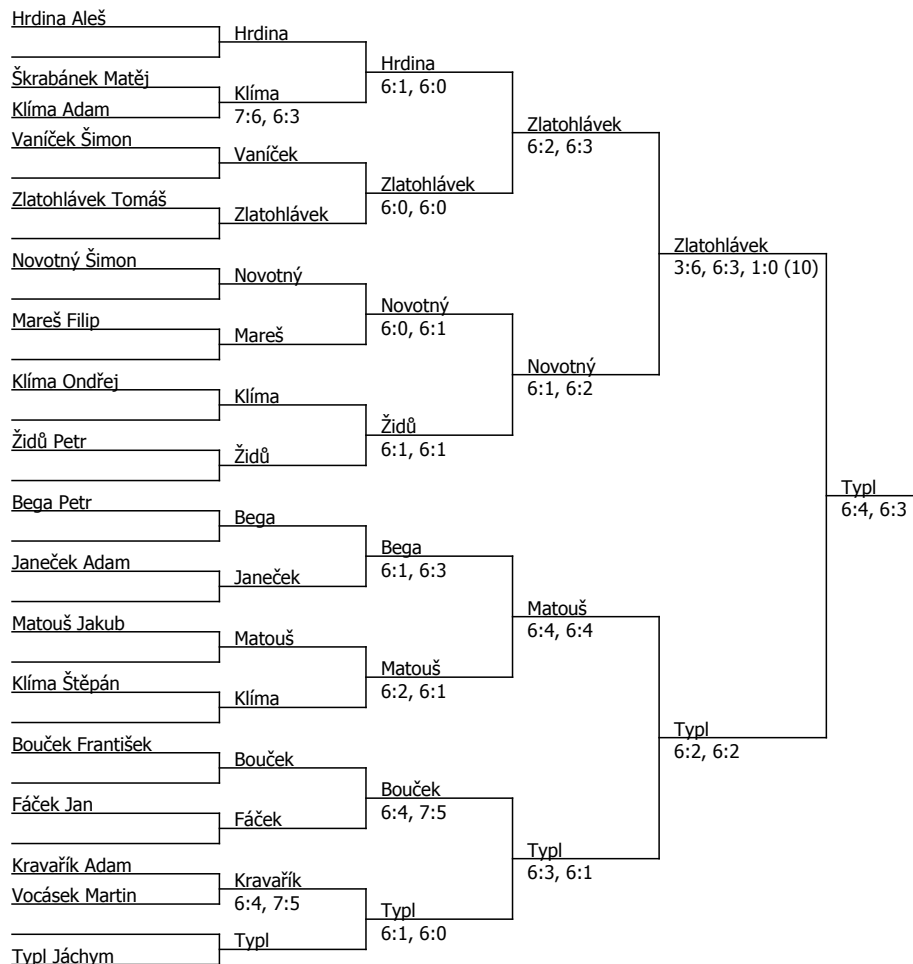 Hrdina Aleš
Škrabánek Matěj
Klíma Adam
Vaníček Šimon
Zlatohlávek Tomáš
Novotný Šimon
Mareš Filip
Klíma Ondřej
Židů Petr
Bega Petr
Janeček Adam
Matouš Jakub
Klíma Štěpán
Bouček František
Fáček Jan
Kravařík Adam
Vocásek Martin
Typl Jáchym
Hrdina
Klíma
7:6, 6:3
Vaníček
Zlatohlávek
Novotný
Mareš
Klíma
Židů
Bega
Janeček
Matouš
Klíma
Bouček
Fáček
Kravařík
6:4, 7:5
Typl
Hrdina
6:1, 6:0
Zlatohlávek
6:0, 6:0
Novotný
6:0, 6:1
Židů
6:1, 6:1
Bega
6:1, 6:3
Matouš
6:2, 6:1
Bouček
6:4, 7:5
Typl
6:1, 6:0
Zlatohlávek
6:2, 6:3
Novotný
6:1, 6:2
Matouš
6:4, 6:4
Typl
6:3, 6:1
Zlatohlávek
3:6, 6:3, 1:0 (10)
Typl
6:2, 6:2
Typl
6:4, 6:3